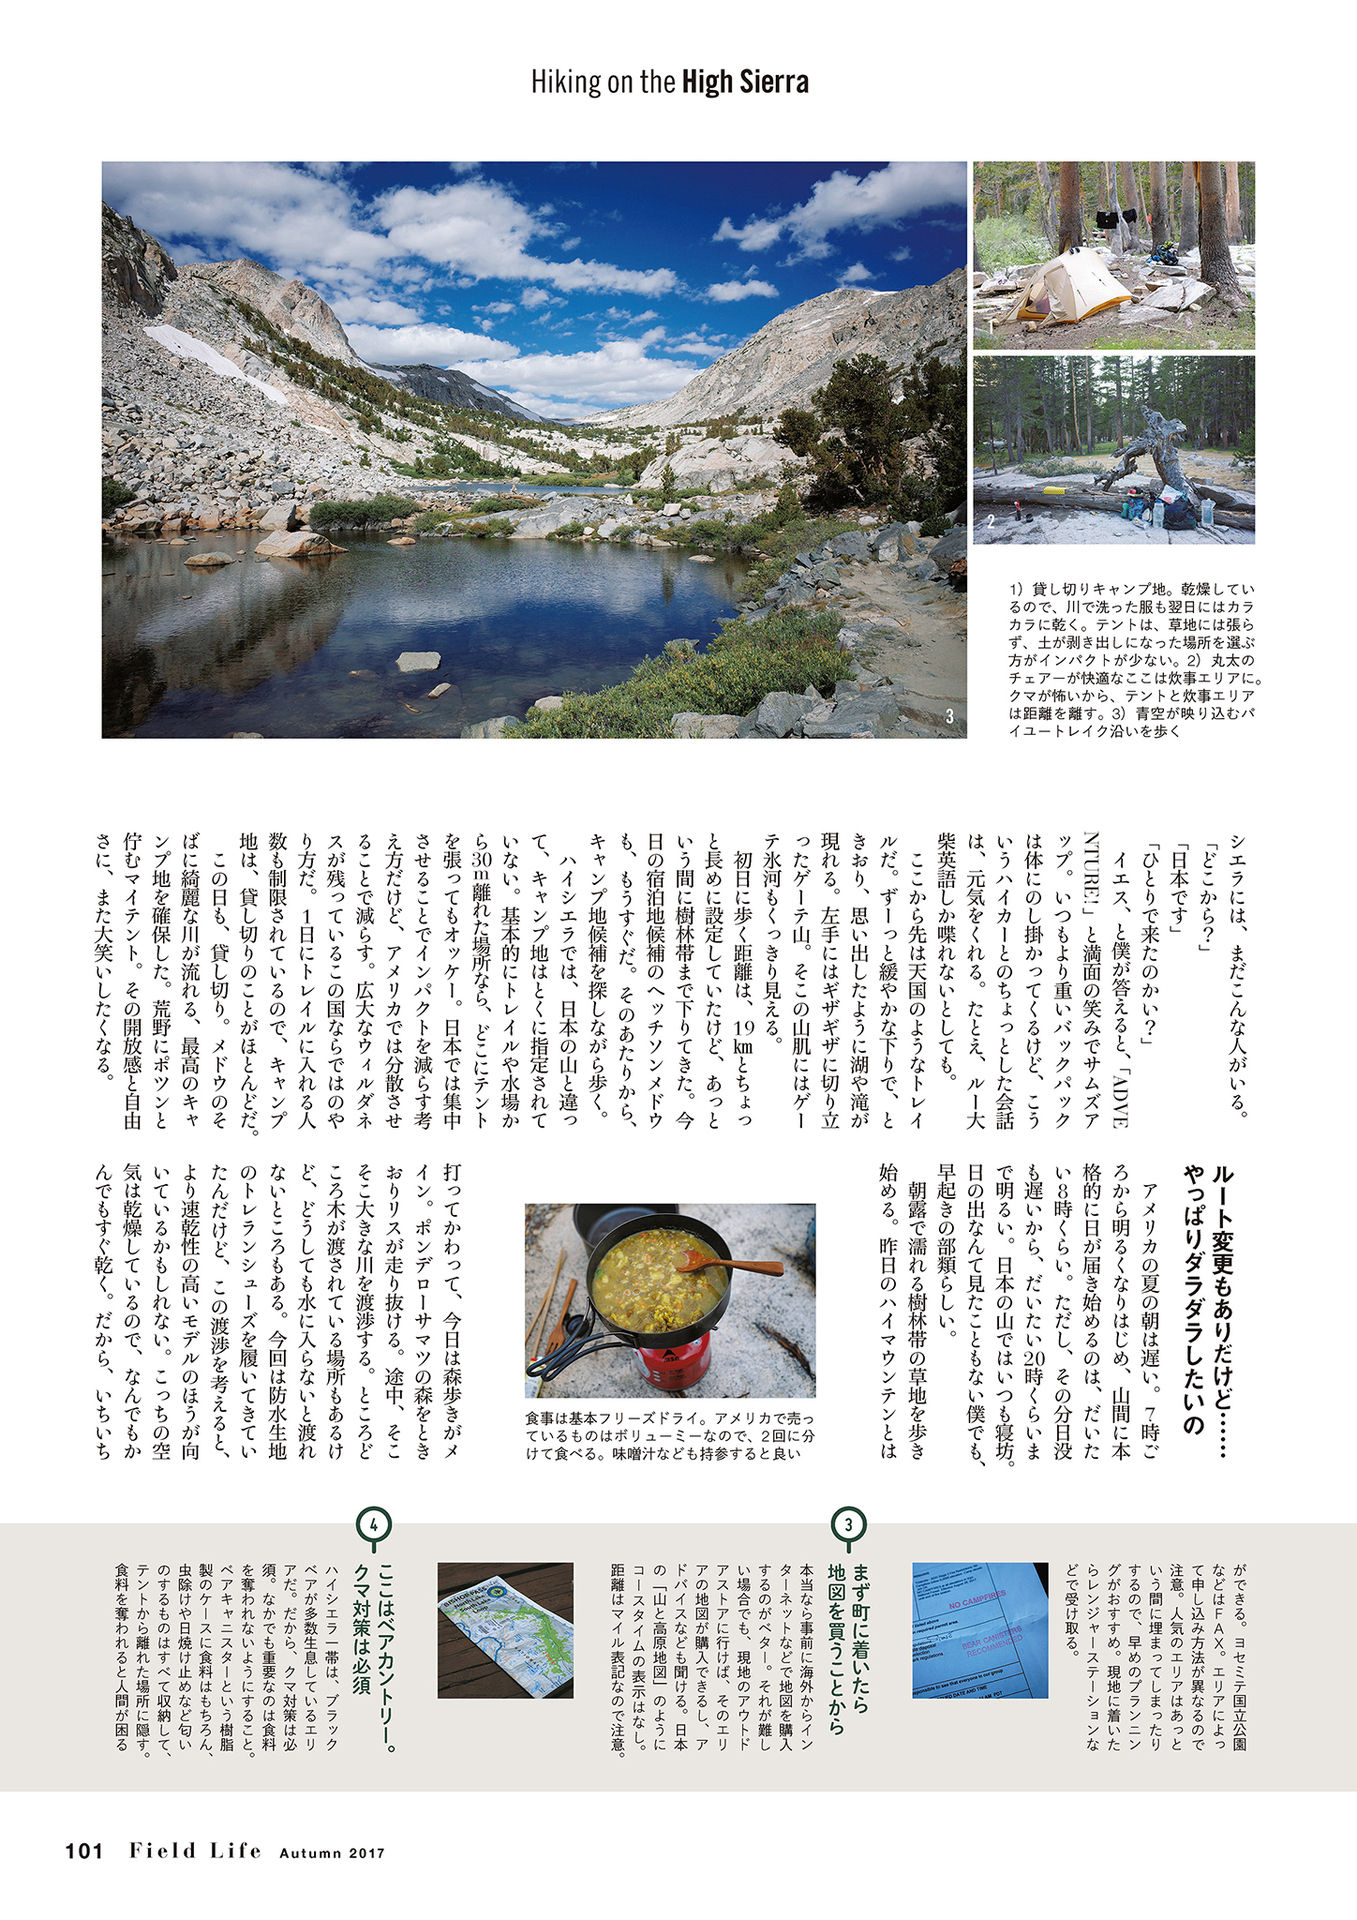 Hiking on the High Sierra
1
2
3
1）貸し切りキャンプ地。乾燥してい
るので、川で洗った服も翌日にはカラ
カラに乾く。テントは、草地には張ら
ず、土が剥き出しになった場所を選ぶ
方がインパクトが少ない。2）丸太の
チェアーが快適なここは炊事エリアに。
クマが怖いから、テントと炊事エリア
は距離を離す。3）青空が映り込むパ
イユートレイク沿いを歩く
シエラには、まだこんな人がいる。
「どこから？」
「日本です」
「ひとりで来たのかい？」
イエス、と僕が答えると、「ADVE
NTURE!」と満面の笑みでサムズア
ップ。いつもより重いバックパック
は体にのし掛かってくるけど、こう
いうハイカーとのちょっとした会話
は、元気をくれる。たとえ、ルー大
柴英語しか喋れないとしても。
ここから先は天国のようなトレイ
ルだ。ずーっと緩やかな下りで、と
きおり、思い出したように湖や滝が
現れる。左手にはギザギザに切り立
ったゲーテ山。そこの山肌にはゲー
テ氷河もくっきり見える。
初日に歩く距離は、19㎞とちょっ
と長めに設定していたけど、あっと
いう間に樹林帯まで下りてきた。今
日の宿泊地候補のヘッチソンメドウ
も、もうすぐだ。そのあたりから、
キャンプ地候補を探しながら歩く。
ハイシエラでは、日本の山と違っ
て、キャンプ地はとくに指定されて
いない。基本的にトレイルや水場か
ら30m離れた場所なら、どこにテント
を張ってもオッケー。日本では集中
させることでインパクトを減らす考
え方だけど、アメリカでは分散させ
ることで減らす。広大なウィルダネ
スが残っているこの国ならではのや
り方だ。1日にトレイルに入れる人
数も制限されているので、キャンプ
地は、貸し切りのことがほとんどだ。
この日も、貸し切り。メドウのそ
ばに綺麗な川が流れる、最高のキャ
ンプ地を確保した。荒野にポツンと
佇むマイテント。その開放感と自由
さに、また大笑いしたくなる。
ルート変更もありだけど……
やっぱりダラダラしたいの
アメリカの夏の朝は遅い。7時ご
ろから明るくなりはじめ、山間に本
格的に日が届き始めるのは、だいた
い8時くらい。ただし、その分日没
も遅いから、だいたい20時くらいま
で明るい。日本の山ではいつも寝坊。
日の出なんて見たこともない僕でも、
早起きの部類らしい。
朝露で濡れる樹林帯の草地を歩き
始める。昨日のハイマウンテンとは
食事は基本フリーズドライ。アメリカで売っ
ているものはボリューミーなので、2回に分
けて食べる。味噌汁なども持参すると良い
打ってかわって、今日は森歩きがメ
イン。ポンデローサマツの森をとき
おりリスが走り抜ける。途中、そこ
そこ大きな川を渡渉する。ところど
ころ木が渡されている場所もあるけ
ど、どうしても水に入らないと渡れ
ないところもある。今回は防水生地
のトレランシューズを履いてきてい
たんだけど、この渡渉を考えると、
より速乾性の高いモデルのほうが向
いているかもしれない。こっちの空
気は乾燥しているので、なんでもか
んでもすぐ乾く。だから、いちいち
ができる。ヨセミテ国立公園
などはFAX。エリアによっ
て申し込み方法が異なるので
注意。人気のエリアはあっと
いう間に埋まってしまったり
するので、早めのプランニン
グがおすすめ。現地に着いた
らレンジャーステーションな
どで受け取る。
NO CAMPFIRES
BEAR CANISTERS
RECOMMENDED
3
まず町に着いたら
地図を買うことから
本当なら事前に海外からイン
ターネットなどで地図を購入
するのがベター。それが難し
い場合でも、現地のアウトド
アストアに行けば、そのエリ
アの地図が購入できるし、ア
ドバイスなども聞ける。日本
の「山と高原地図」のように
コースタイムの表示はなし。
距離はマイル表記なので注意。
BISHOP PASS
North Lake
South Lake
4
ここはベアカントリー。
クマ対策は必須
ハイシエラ一帯は、ブラック
ベアが多数生息しているエリ
アだ。だから、クマ対策は必
須。なかでも重要なのは食料
を奪われないようにすること。
ベアキャニスターという樹脂
製のケースに食料はもちろん、
虫除けや日焼け止めなど匂い
のするものはすべて収納して、
テントから離れた場所に隠す。
食料を奪われると人間が困る
101 Field Life Autumn 2017